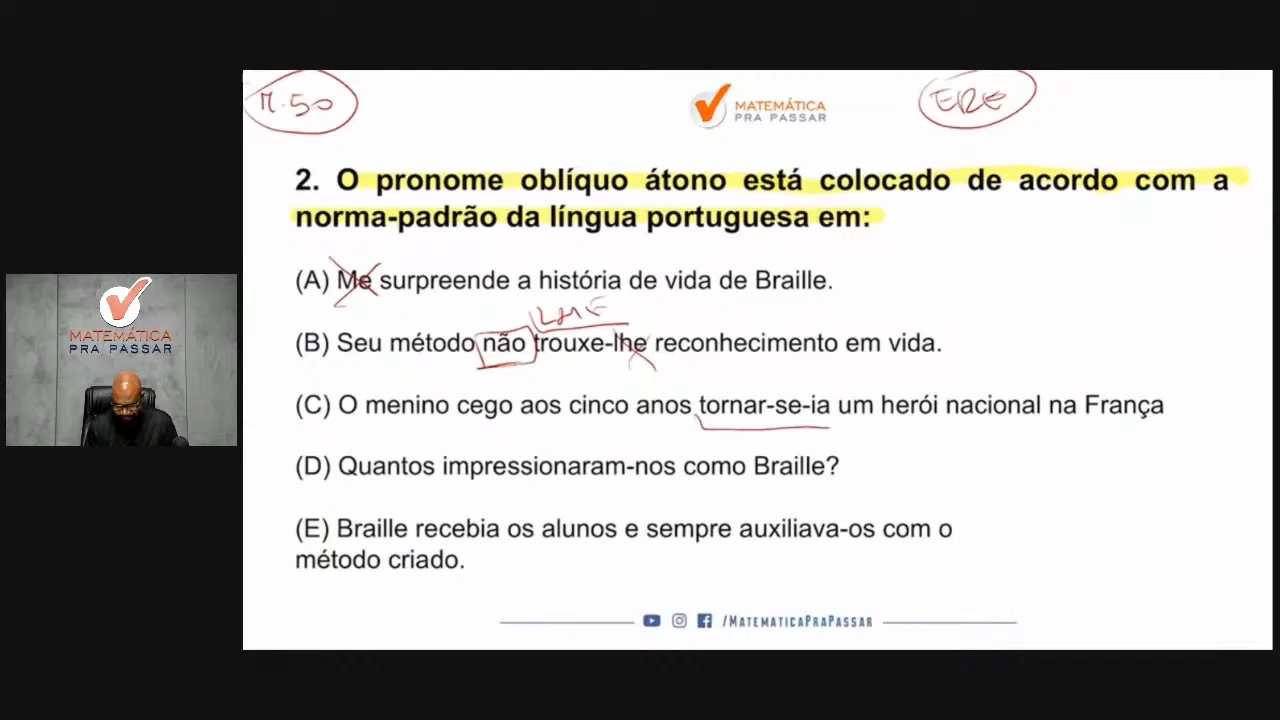 M.50
MATEMÁTICA
PRA PASSAR
ERE
2. O pronome oblíquo átono está colocado de acordo com a
norma-padrão da língua portuguesa em:
(A) Me surpreende a história de vida de Braille.
LHE
(B) Seu método não trouxe-lhe reconhecimento em vida.
(C) O menino cego aos cinco anos tornar-se-ia um herói nacional na França
(D) Quantos impressionaram-nos como Braille?
(E) Braille recebia os alunos e sempre auxiliava-os com o
método criado.
/MATEMATICAPRAPASSAR
MATEMÁTICA
PRA PASSAR